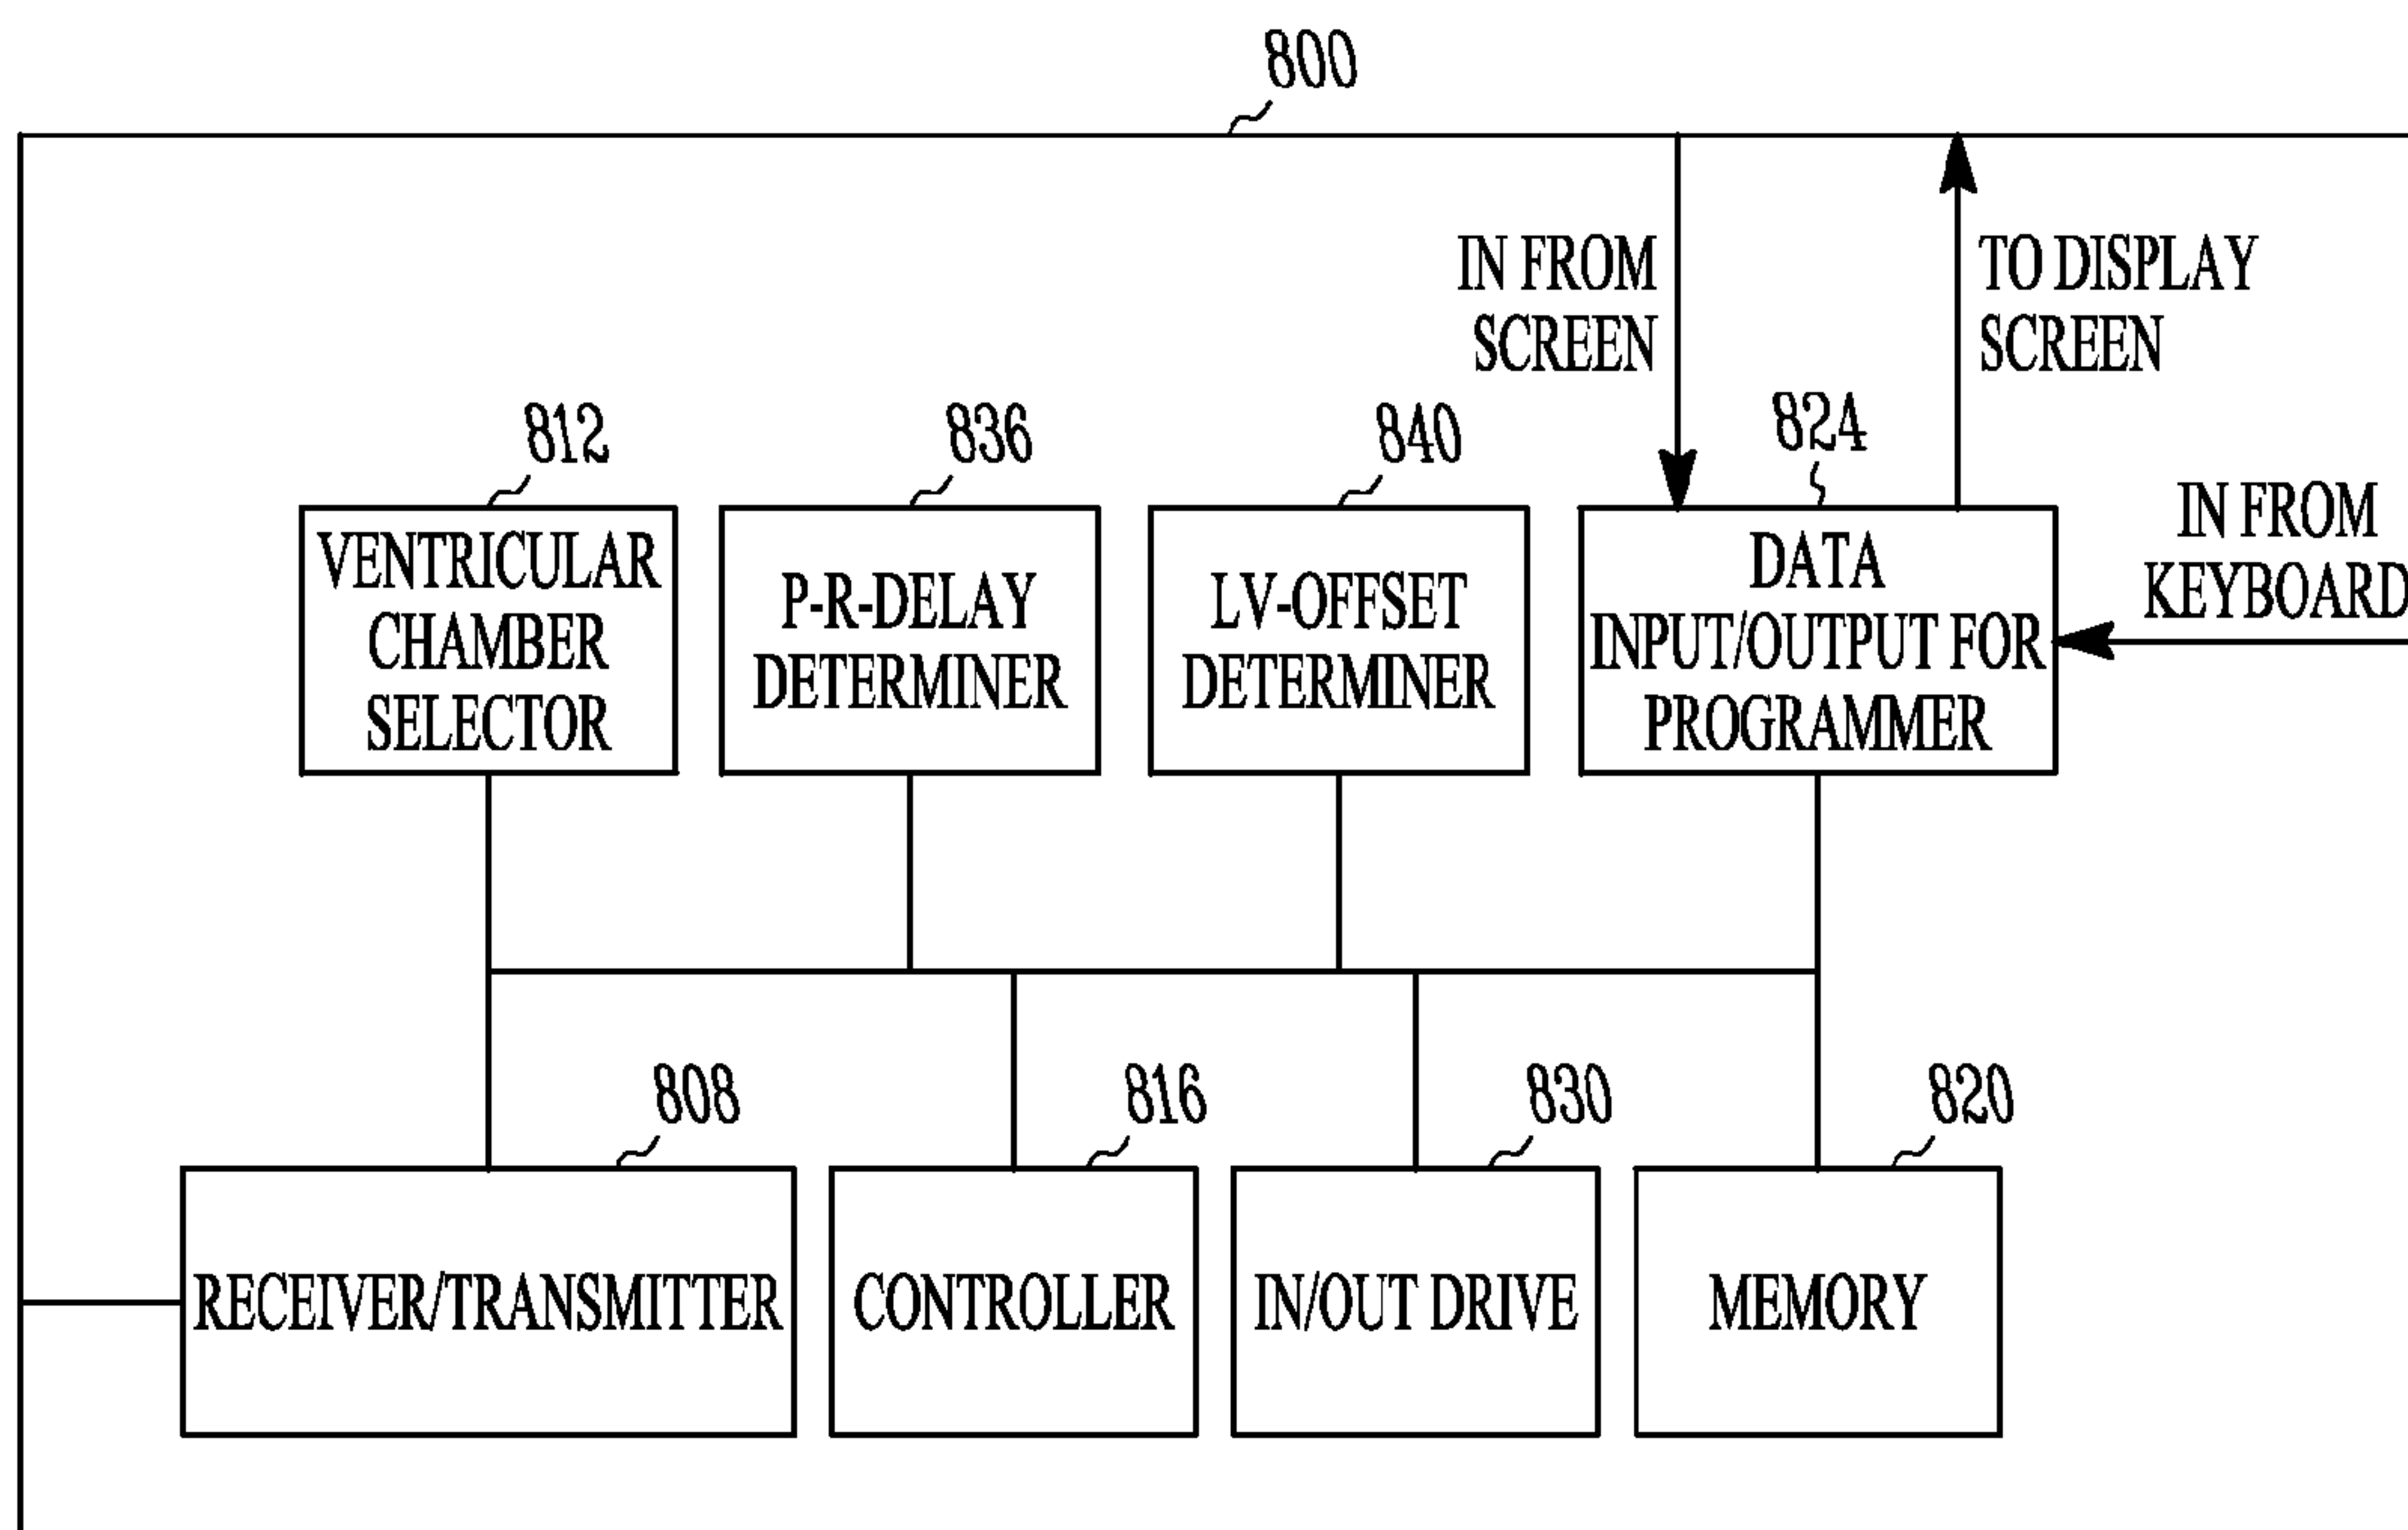 800
IN FROM
SCREEN
TO DISPLAY
SCREEN
812
836
840
824
IN FROM
KEYBOARD
VENTRICULAR
CHAMBER
SELECTOR
P-R-DELAY
DETERMINER
LV-OFFSET
DETERMINER
DATA
INPUT/OUTPUT FOR
PROGRAMMER
808
816
830
820
RECEIVER/TRANSMITTER
CONTROLLER
IN/OUT DRIVE
MEMORY